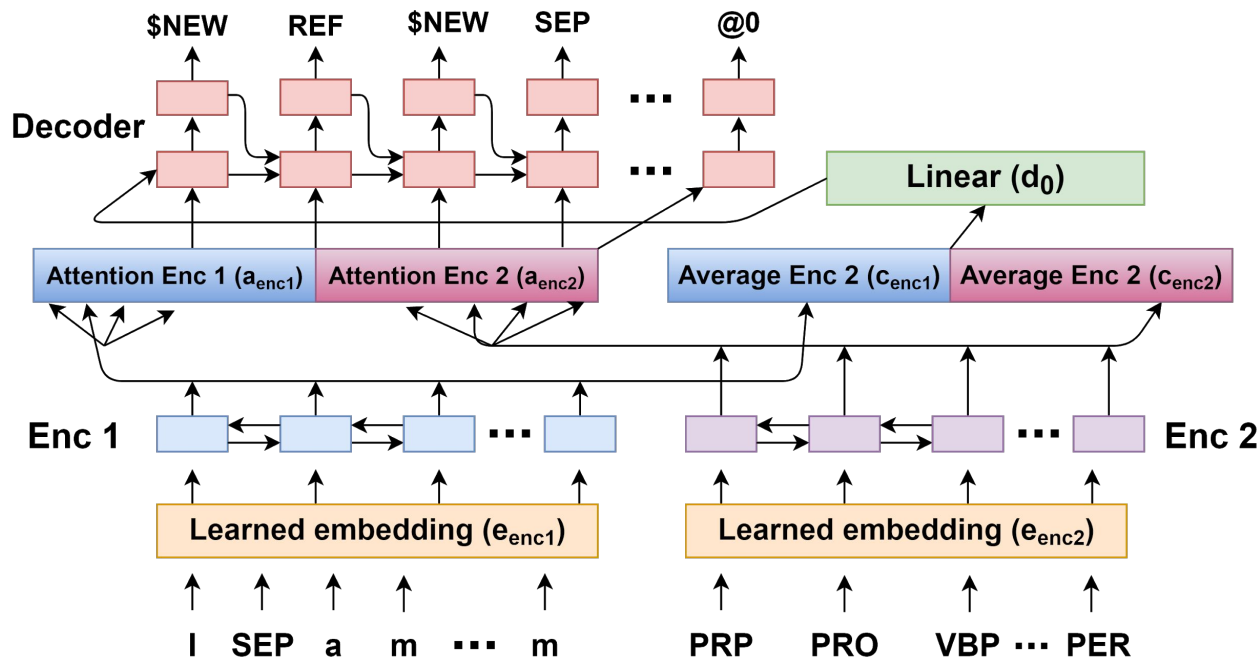 $NEW REF $NEW SEP @0
Decoder
...
...
Linear (d0)
Attention Enc 1 (aenc1) Attention Enc 2 (aenc2) Average Enc 2 (cenc1) Average Enc 2 (cenc2)
Enc 1 ... ... Enc 2
Learned embedding (eenc1) Learned embedding (eenc2)
I SEP a m ... m PRP PRO VBP ... PER